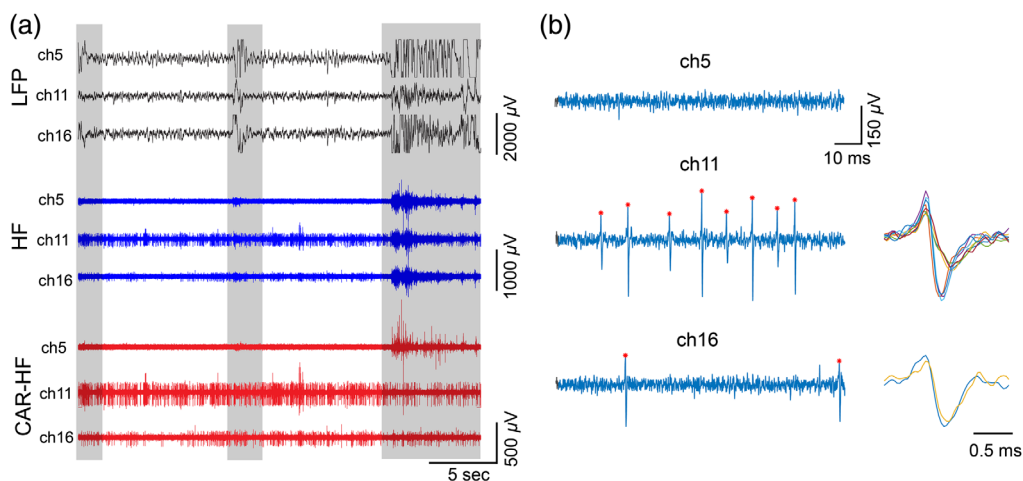 (a)
LFP
ch5
ch11
ch16
2000 µV
HF
ch5
ch11
ch16
1000 µV
CAR-HF
ch5
ch11
ch16
500 µV
5 sec
(b)
ch5
150 µV
10 ms
ch11
ch16
0.5 ms